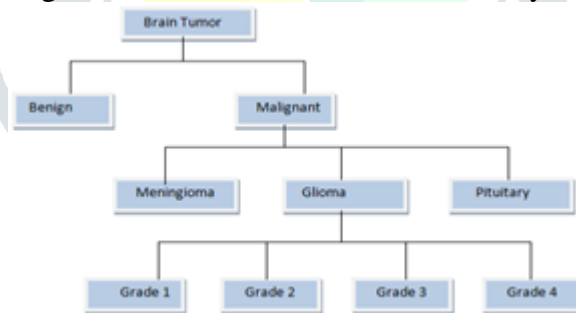 Brain Tumor
Benign
Malignant
Meningioma
Glioma
Pituitary
Grade 1
Grade 2
Grade 3
Grade 4